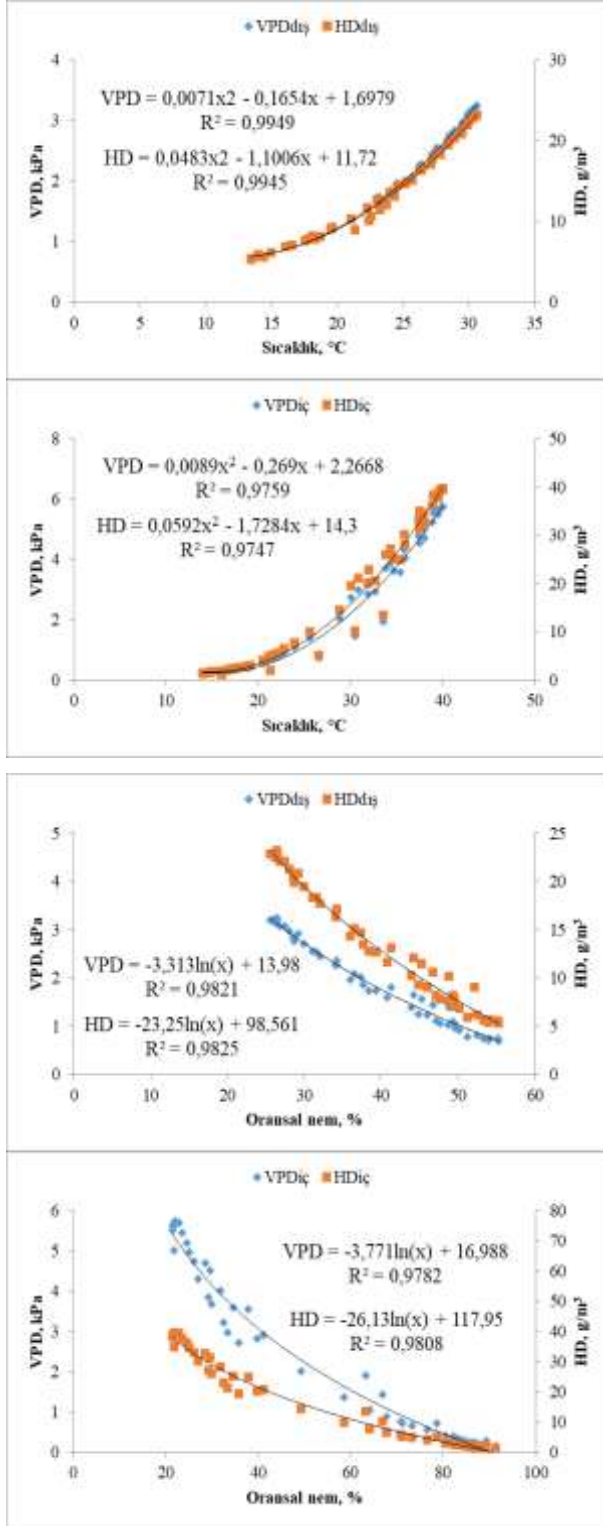 VPDdış HDdış
4
3
2
1
0
VPD, kPa
VPD = 0,0071x2 - 0,1654x + 1,6979
R² = 0,9949
HD = 0,0483x2 - 1,1006x + 11,72
R² = 0,9945
30
20
10
0
HD, g/m³
0 5 10 15 20 25 30 35
Sıcaklık, °C
VPDiç HDiç
8
6
4
2
0
VPD, kPa
VPD = 0,0089x² - 0,269x + 2,2668
R² = 0,9759
HD = 0,0592x² - 1,7284x + 14,3
R² = 0,9747
50
40
30
20
10
0
HD, g/m³
0 10 20 30 40 50
Sıcaklık, °C
VPDdış HDdış
5
4
3
2
1
0
VPD, kPa
VPD = -3,313ln(x) + 13,98
R² = 0,9821
HD = -23,25ln(x) + 98,561
R² = 0,9825
25
20
15
10
5
0
HD, g/m³
0 10 20 30 40 50 60
Oransal nem, %
VPDiç HDiç
6
5
4
3
2
1
0
VPD, kPa
VPD = -3,771ln(x) + 16,988
R² = 0,9782
HD = -26,13ln(x) + 117,95
R² = 0,9808
80
70
60
50
40
30
20
10
0
HD, g/m³
0 20 40 60 80 100
Oransal nem, %